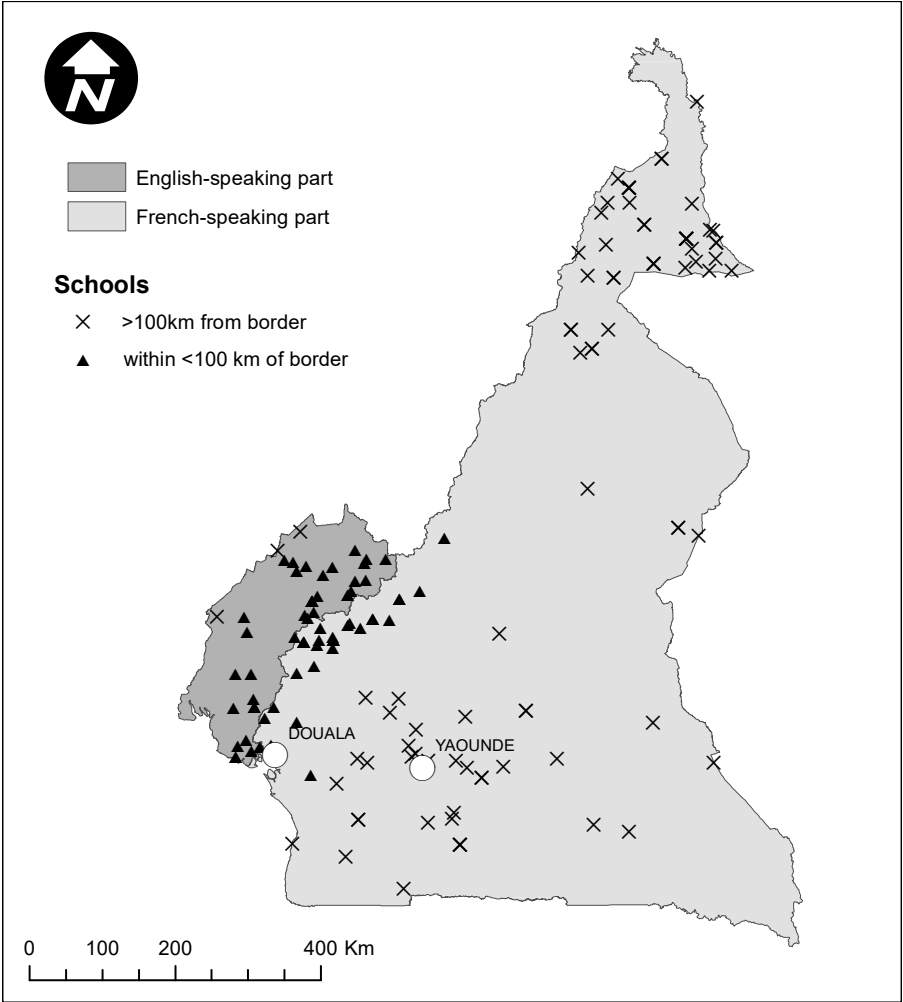 N
English-speaking part
French-speaking part
Schools
>100km from border
within <100 km of border
DOUALA
YAOUNDE
0 100 200 400 Km